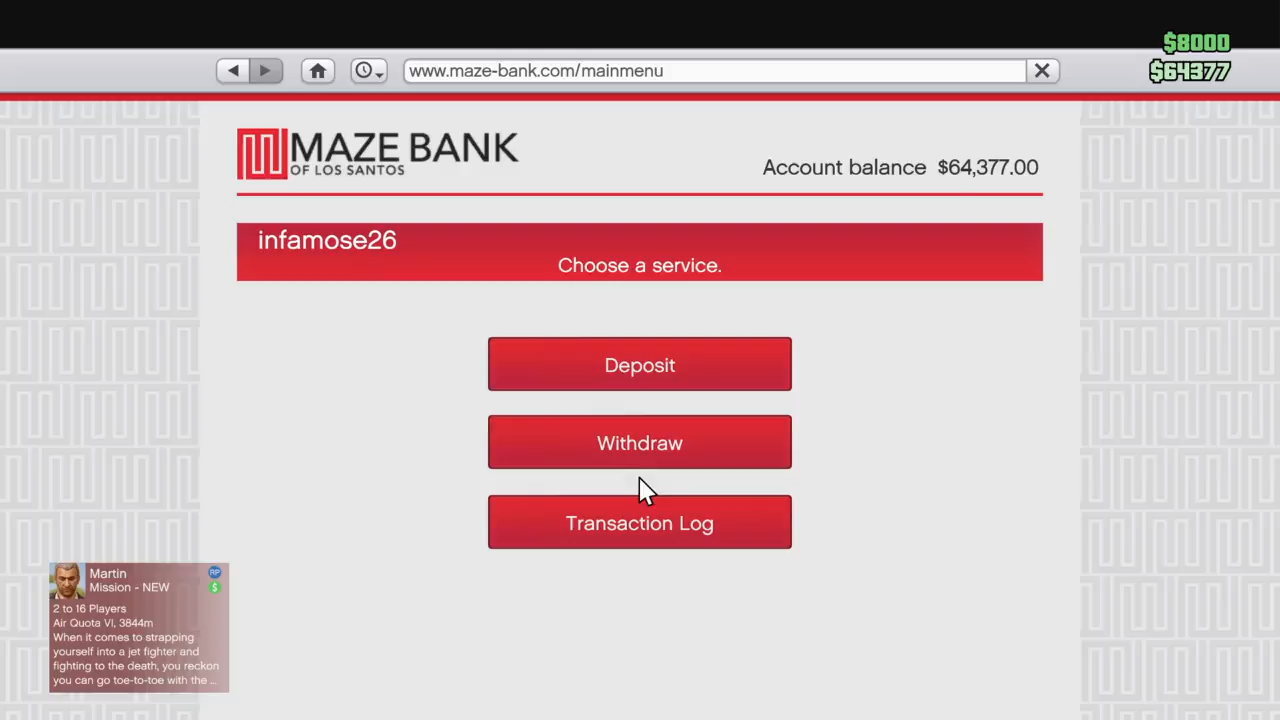 $8000
$64377
www.maze-bank.com/mainmenu
MAZE BANK
OF LOS SANTOS
Account balance $64,377.00
infamose26
Choose a service.
Deposit
Withdraw
Transaction Log
Martin
RP
Mission - NEW
$
2 to 16 Players
Air Quota VI, 3844m
When it comes to strapping
yourself into a jet fighter and
fighting to the death, you reckon
you can go toe-to-toe with the ...